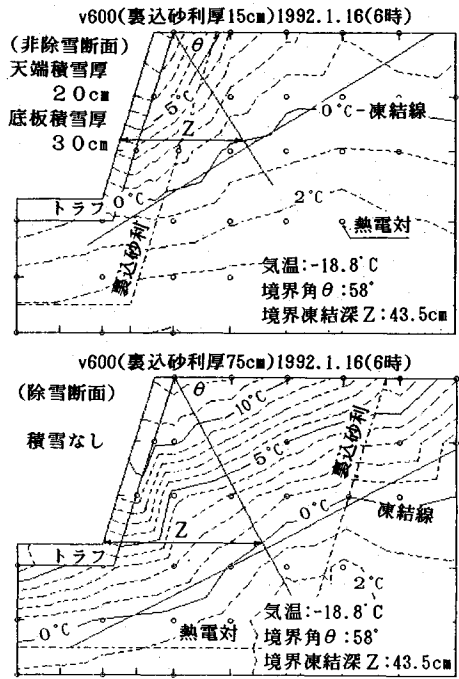 v600(裏込砂利厚15cm)1992.1.16(6時)
(非除雪断面)
天端積雪厚
20cm
底板積雪厚
30cm
θ
5°C
Z
0°C-凍結線
0°C
2°C
トラフ
裏込砂利
熱電対
気温:-18.8°C
境界角θ:58°
境界凍結深Z:43.5cm
v600(裏込砂利厚75cm)1992.1.16(6時)
(除雪断面)
積雪なし
θ
10°C
5°C
裏込砂利
Z
0°C
凍結線
トラフ
2°C
0°C
熱電対
気温:-18.8°C
境界角θ:58°
境界凍結深Z:43.5cm